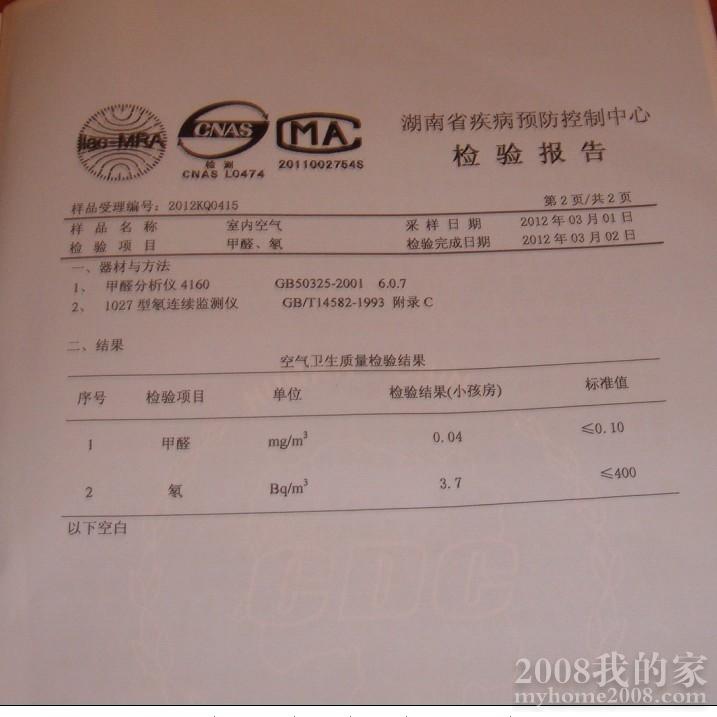 ilac-MRA
CNAS
检测
CNAS L0474
MA
2011002754S
湖南省疾病预防控制中心
检验报告
样品受理编号：2012KQ0415 第2页/共2页
样品名称 室内空气 采样日期 2012年03月01日
检验项目 甲醛、氡 检验完成日期 2012年03月02日
一、器材与方法
1、 甲醛分析仪4160 GB50325-2001 6.0.7
2、 1027型氡连续监测仪 GB/T14582-1993 附录C
二、结果
空气卫生质量检验结果
序号 检验项目 单位 检验结果(小孩房) 标准值
1 甲醛 mg/m³ 0.04 ≤0.10
2 氡 Bq/m³ 3.7 ≤400
以下空白
CDC
2008我的家
myhome2008.com